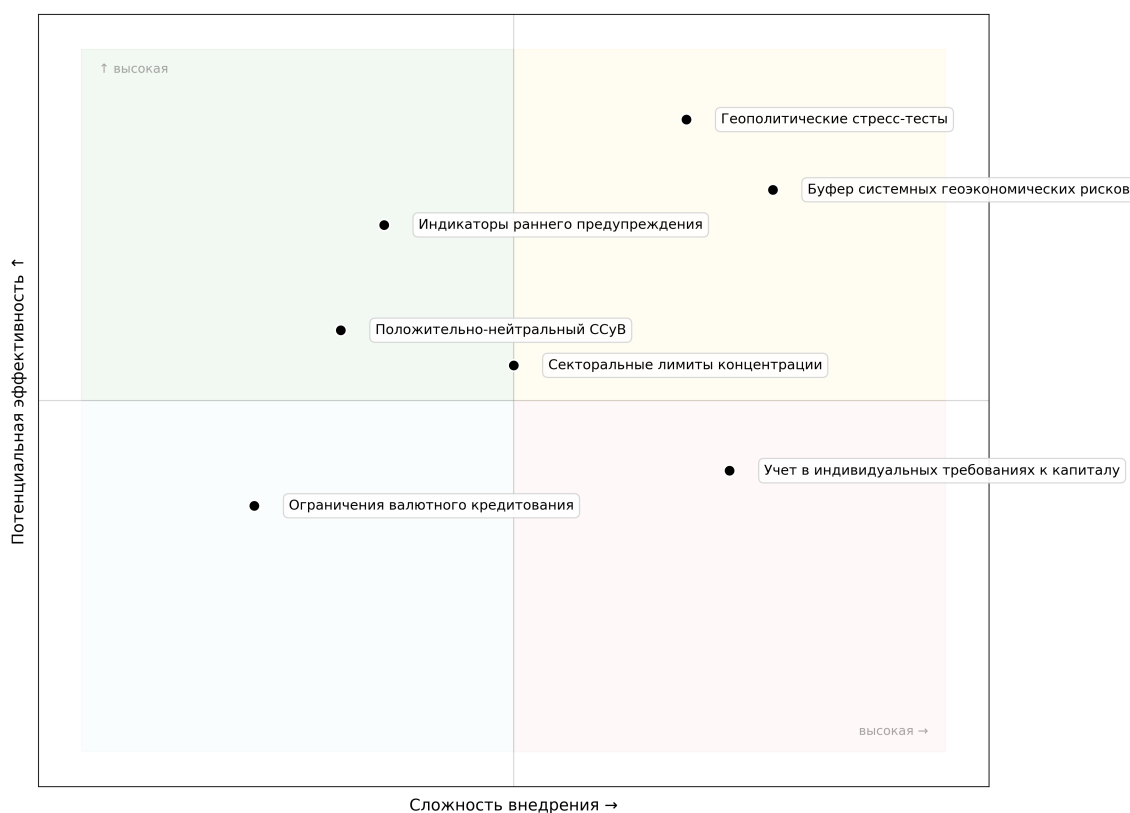 ↑ высокая
Геополитические стресс-тесты
Буфер системных геоэкономических рисков
Индикаторы раннего предупреждения
Положительно-нейтральный ССуВ
Секторальные лимиты концентрации
Учет в индивидуальных требованиях к капиталу
Ограничения валютного кредитования
высокая →
Потенциальная эффективность ↑
Сложность внедрения →